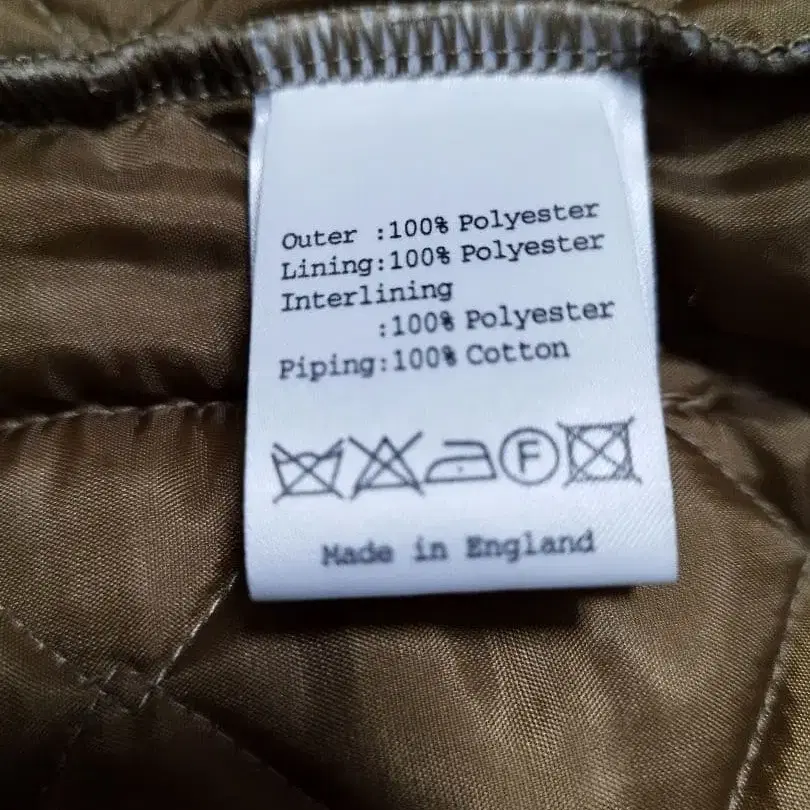 Outer :100% Polyester
Lining:100% Polyester
Interlining
:100% Polyester
Piping:100% Cotton
F
Made in England